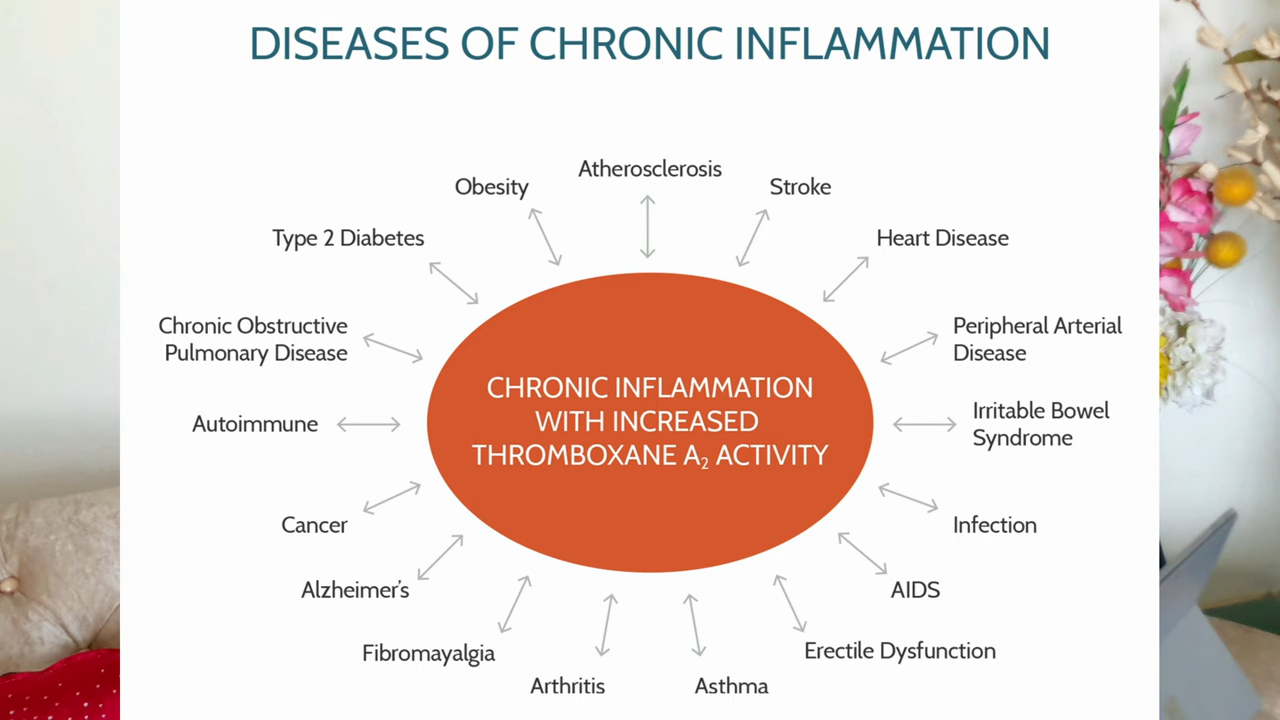 DISEASES OF CHRONIC INFLAMMATION
Atherosclerosis
Obesity
Stroke
Type 2 Diabetes
Heart Disease
Chronic Obstructive
Pulmonary Disease
Peripheral Arterial
Disease
CHRONIC INFLAMMATION
WITH INCREASED
THROMBOXANE A₂ ACTIVITY
Autoimmune
Irritable Bowel
Syndrome
Cancer
Infection
Alzheimer's
AIDS
Fibromayalgia
Erectile Dysfunction
Arthritis
Asthma